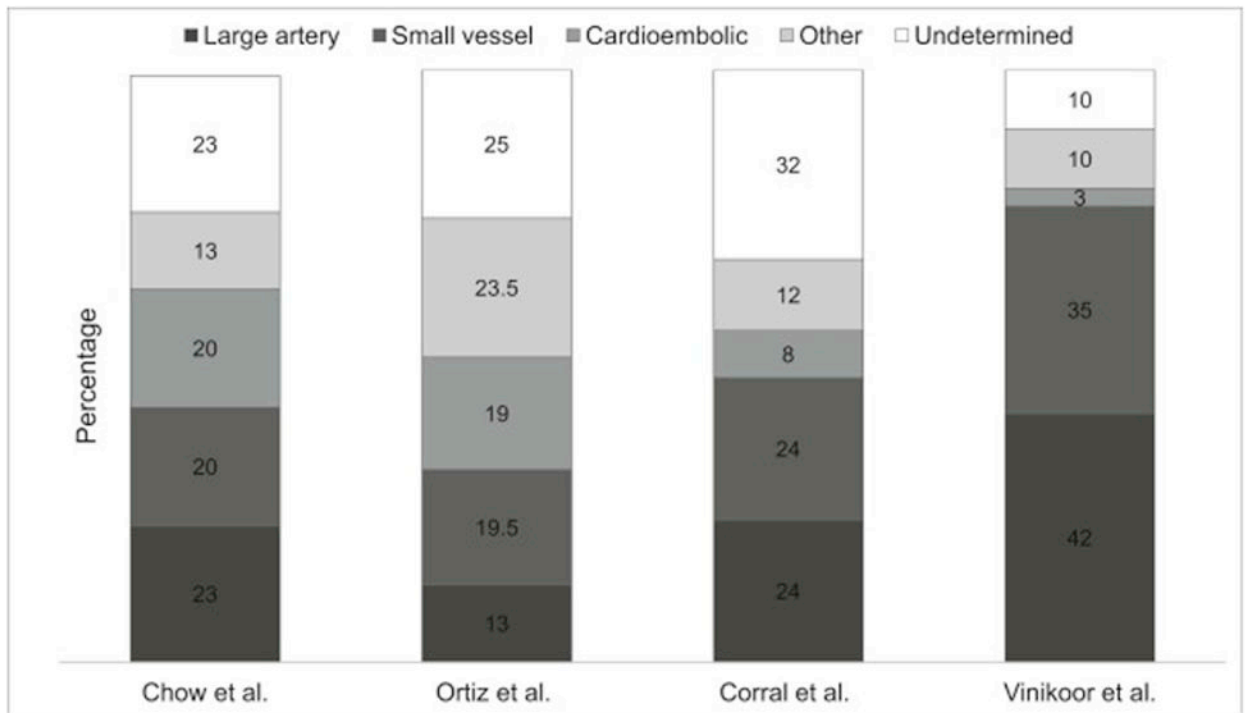 Large artery Small vessel Cardioembolic Other Undetermined
Percentage
23 25 32 10
13 23.5 12 10
20 19 8 3
20 19.5 24 35
23 13 24 42
Chow et al. Ortiz et al. Corral et al. Vinikoor et al.